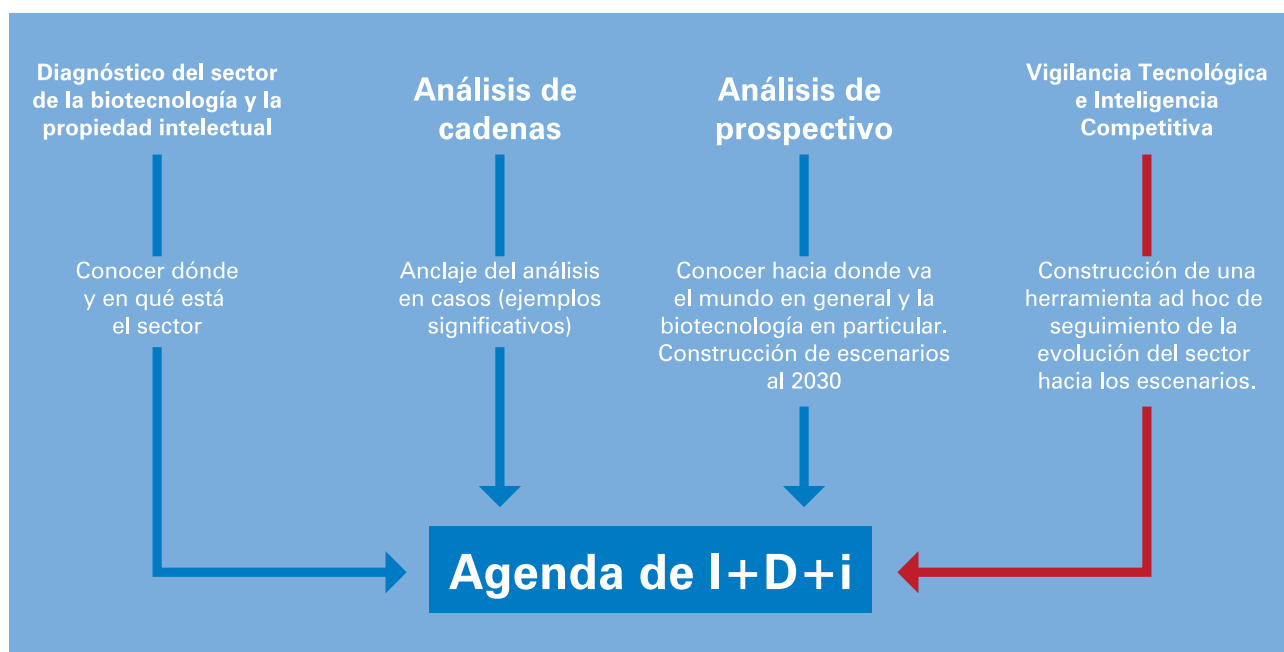 Diagnóstico del sector
de la biotecnología y la
propiedad intelectual
Conocer dónde
y en qué está
el sector
Análisis de
cadenas
Anclaje del análisis
en casos (ejemplos
significativos)
Análisis de
prospectivo
Conocer hacia donde va
el mundo en general y la
biotecnología en particular.
Construcción de escenarios
al 2030
Vigilancia Tecnológica
e Inteligencia
Competitiva
Construcción de una
herramienta ad hoc de
seguimiento de la
evolución del sector
hacia los escenarios.
Agenda de I+D+i